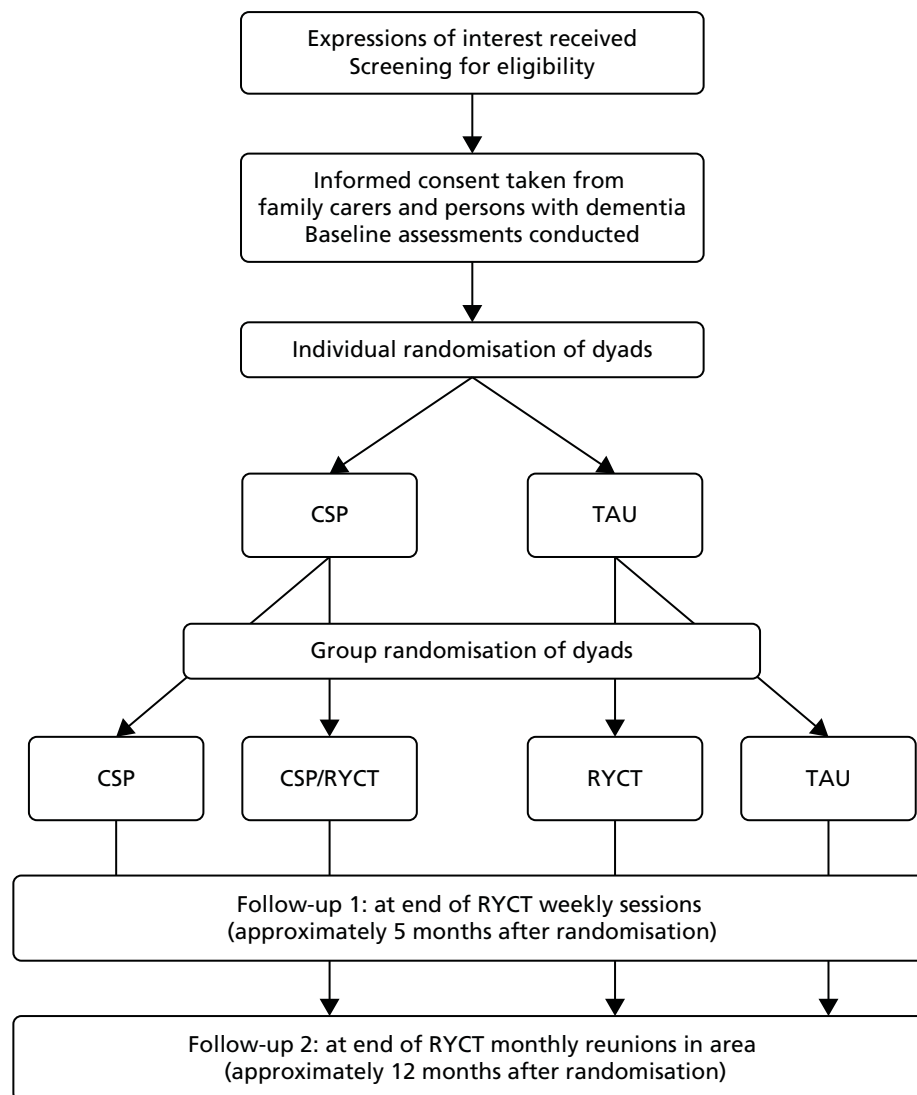 Expressions of interest received
Screening for eligibility
Informed consent taken from
family carers and persons with dementia
Baseline assessments conducted
Individual randomisation of dyads
CSP
TAU
Group randomisation of dyads
CSP
CSP/RYCT
RYCT
TAU
Follow-up 1: at end of RYCT weekly sessions
(approximately 5 months after randomisation)
Follow-up 2: at end of RYCT monthly reunions in area
(approximately 12 months after randomisation)